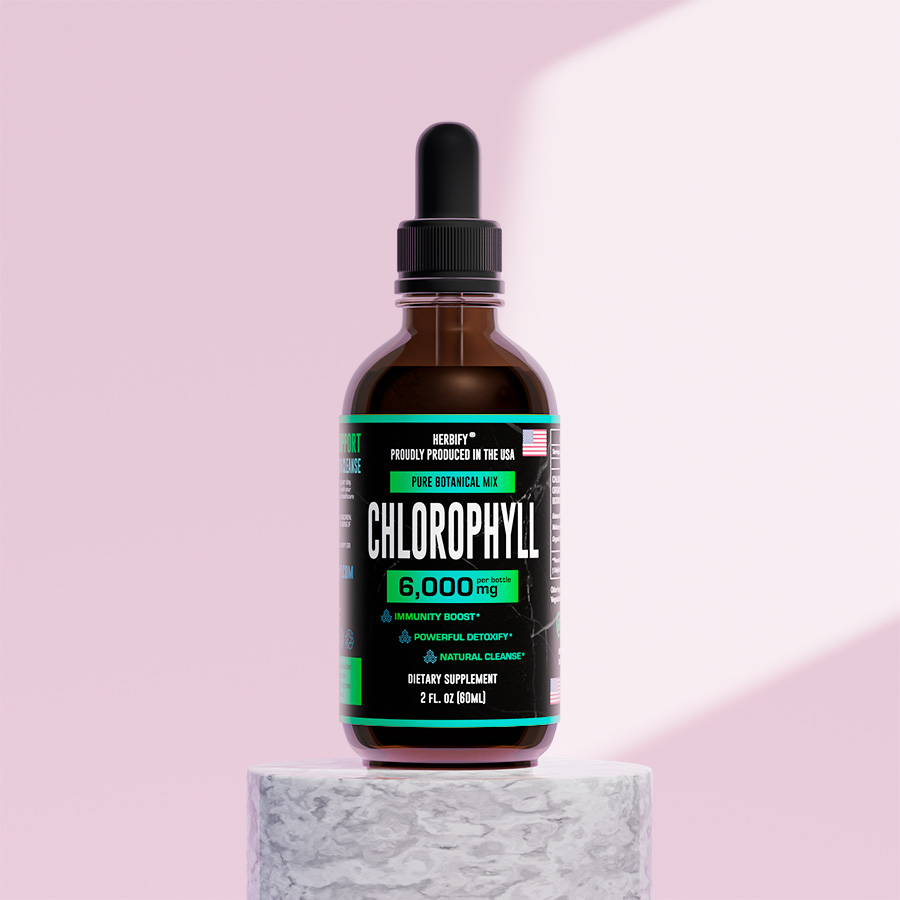 HERBIFY®
PROUDLY PRODUCED IN THE USA
PURE BOTANICAL MIX
CHLOROPHYLL
6,000 per bottle mg
IMMUNITY BOOST*
POWERFUL DETOXIFY*
NATURAL CLEANSE*
DIETARY SUPPLEMENT
2 FL. OZ (60ML)